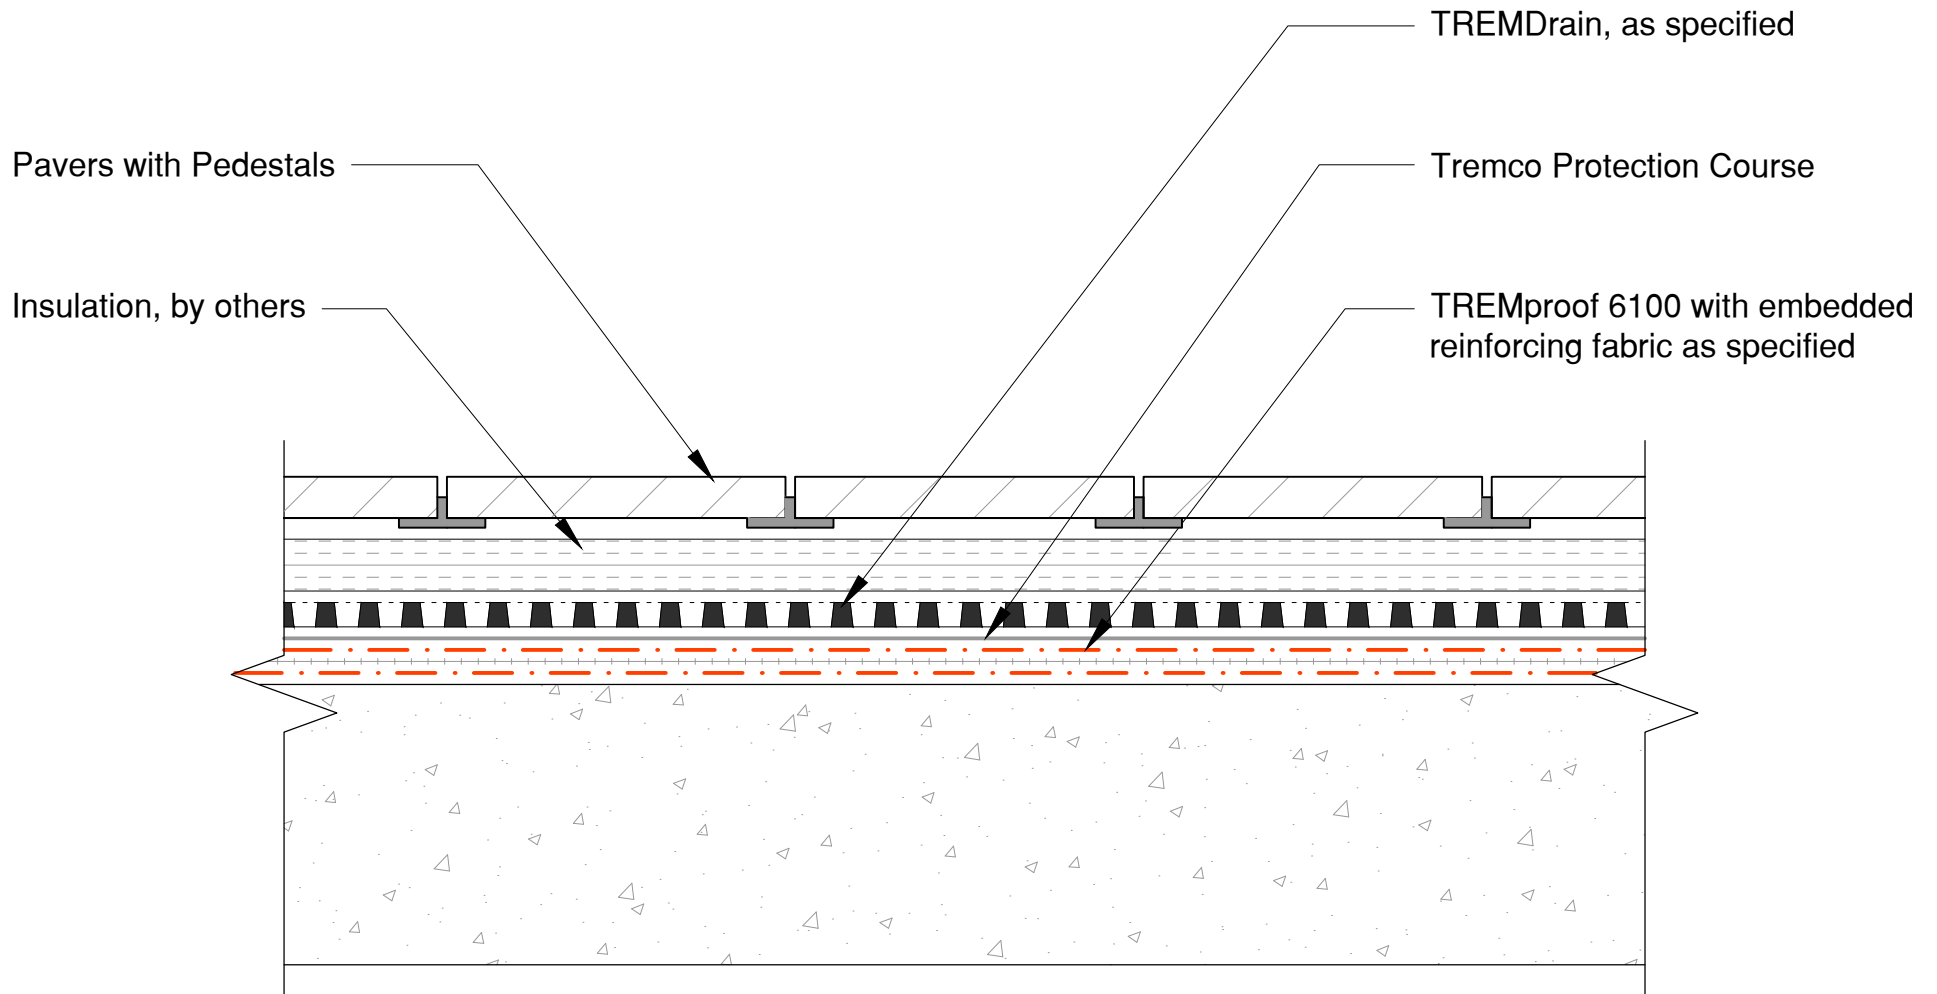 TREMDrain, as specified
Pavers with Pedestals
Tremco Protection Course
Insulation, by others
TREMproof 6100 with embedded
reinforcing fabric as specified